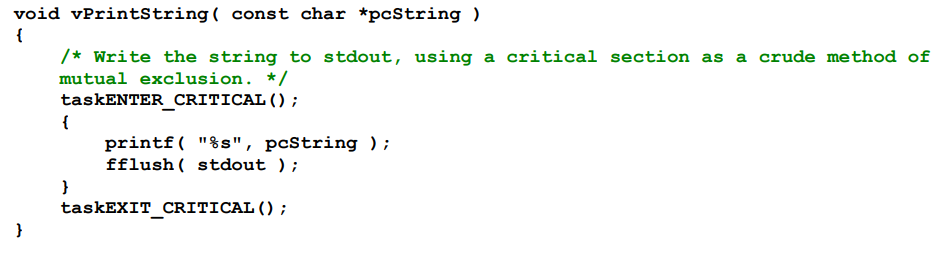 void vPrintString( const char *pcString )
{
    /* Write the string to stdout, using a critical section as a crude method of
    mutual exclusion. */
    taskENTER_CRITICAL();
    {
        printf( "%s", pcString );
        fflush( stdout );
    }
    taskEXIT_CRITICAL();
}